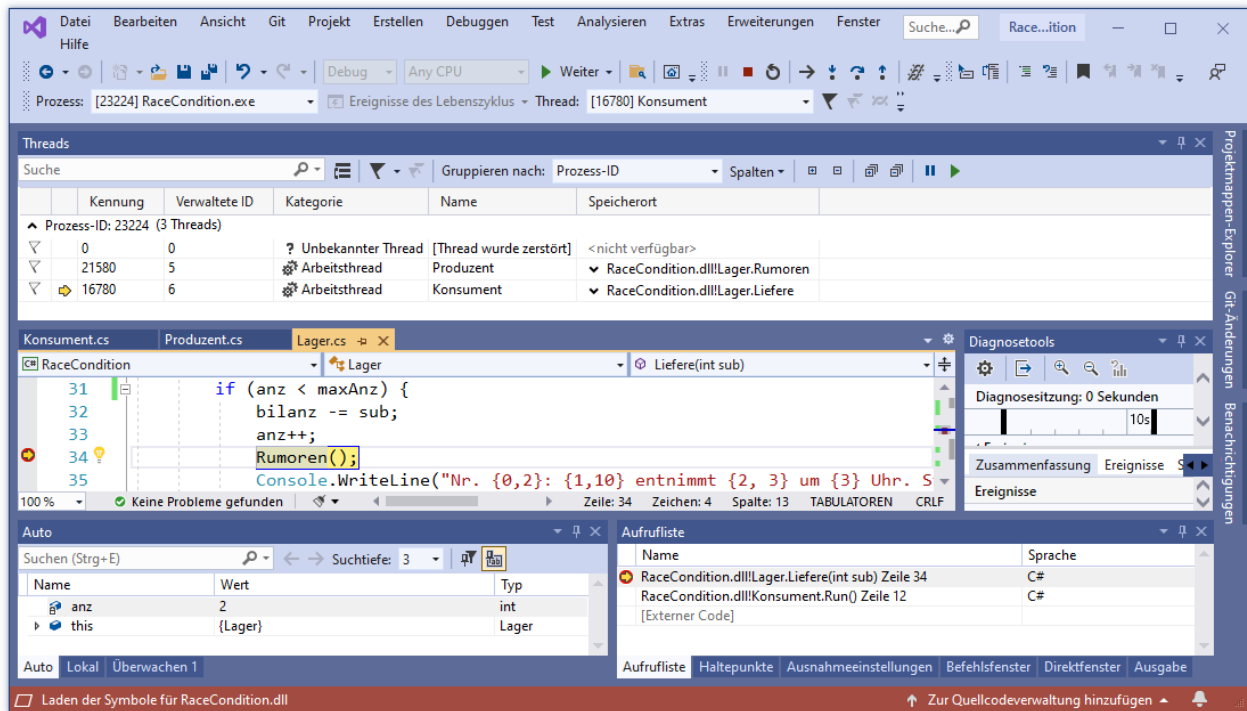 Datei Bearbeiten Ansicht Git Projekt Erstellen Debuggen Test Analysieren Extras Erweiterungen Fenster Suche... Race...ition
Hilfe
Debug Any CPU Weiter
Prozess: [23224] RaceCondition.exe Ereignisse des Lebenszyklus Thread: [16780] Konsument
Threads
Suche Gruppieren nach: Prozess-ID Spalten
Kennung Verwaltete ID Kategorie Name Speicherort
Prozess-ID: 23224 (3 Threads)
0 0 ? Unbekannter Thread [Thread wurde zerstört] <nicht verfügbar>
21580 5 Arbeitsthread Produzent RaceCondition.dll!Lager.Rumoren
16780 6 Arbeitsthread Konsument RaceCondition.dll!Lager.Liefere
Projektmappen-Explorer
Git-Änderungen
Benachrichtigungen
Konsument.cs Produzent.cs Lager.cs
C# RaceCondition Lager Liefere(int sub)
31 if (anz < maxAnz) {
32 bilanz -= sub;
33 anz++;
34 Rumoren();
35 Console.WriteLine("Nr. {0,2}: {1,10} entnimmt {2, 3} um {3} Uhr. S
100 % Keine Probleme gefunden Zeile: 34 Zeichen: 4 Spalte: 13 TABULATOREN CRLF
Diagnosetools
Diagnosesitzung: 0 Sekunden
10s
Zusammenfassung Ereignisse S
Ereignisse
Auto
Suchen (Strg+E) Suchtiefe: 3
Name Wert Typ
anz 2 int
this {Lager} Lager
Auto Lokal Überwachen 1
Aufrufliste
Name Sprache
RaceCondition.dll!Lager.Liefere(int sub) Zeile 34 C#
RaceCondition.dll!Konsument.Run() Zeile 12 C#
[Externer Code]
Aufrufliste Haltepunkte Ausnahmeeinstellungen Befehlsfenster Direktfenster Ausgabe
Laden der Symbole für RaceCondition.dll Zur Quellcodeverwaltung hinzufügen